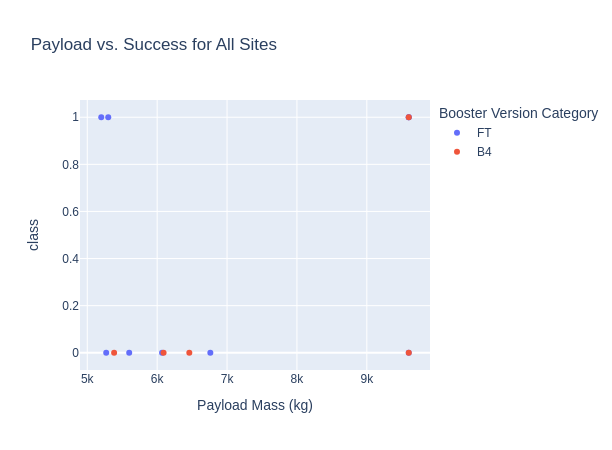 Payload vs. Success for All Sites
Booster Version Category
FT
B4
class
1
0.8
0.6
0.4
0.2
0
5k 6k 7k 8k 9k
Payload Mass (kg)